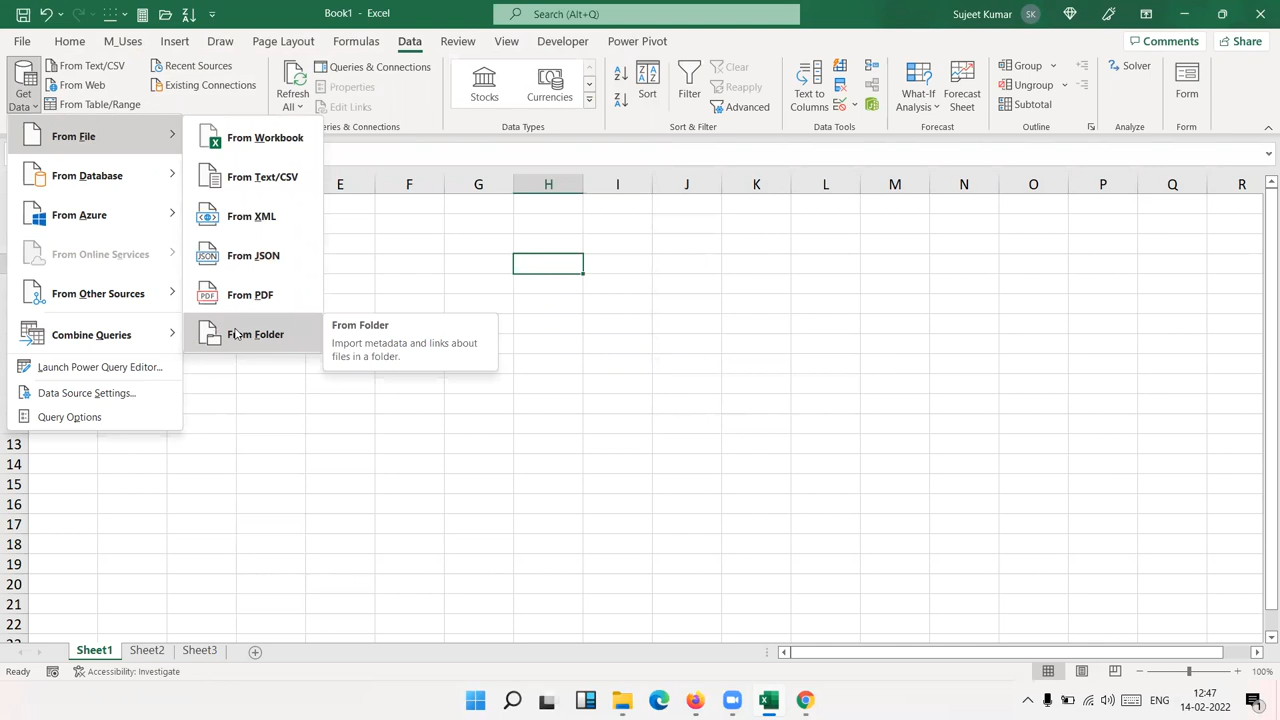 Book1 - Excel
Search (Alt+Q)
Sujeet Kumar
SK
File
Home
M_Uses
Insert
Draw
Page Layout
Formulas
Data
Review
View
Developer
Power Pivot
Comments
Share
Get
Data
From Text/CSV
From Web
From Table/Range
Recent Sources
Existing Connections
Refresh
All
Queries & Connections
Properties
Edit Links
Stocks
Currencies
Sort
Filter
Clear
Reapply
Advanced
Text to
Columns
What-If
Analysis
Forecast
Sheet
Group
Ungroup
Subtotal
Solver
Form
Data Types
Sort & Filter
Data Tools
Forecast
Outline
Analyze
Form
From File
From Database
From Azure
From Online Services
From Other Sources
Combine Queries
Launch Power Query Editor...
Data Source Settings...
Query Options
From Workbook
From Text/CSV
From XML
JSON
From JSON
PDF
From PDF
From Folder
From Folder
Import metadata and links about
files in a folder.
E F G H I J K L M N O P Q R
13
14
15
16
17
18
19
20
21
22
Sheet1
Sheet2
Sheet3
Ready
Accessibility: Investigate
100%
ENG
12:47
14-02-2022